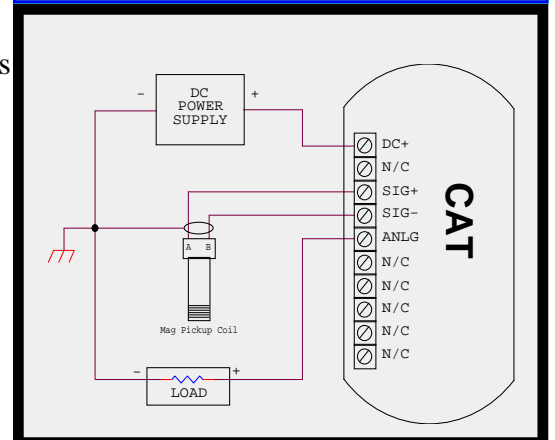 s
- DC +
POWER
SUPPLY
DC+
N/C
SIG+
SIG-
ANLG
N/C
N/C
N/C
N/C
N/C
CAT
A B
Mag Pickup Coil
- +
LOAD